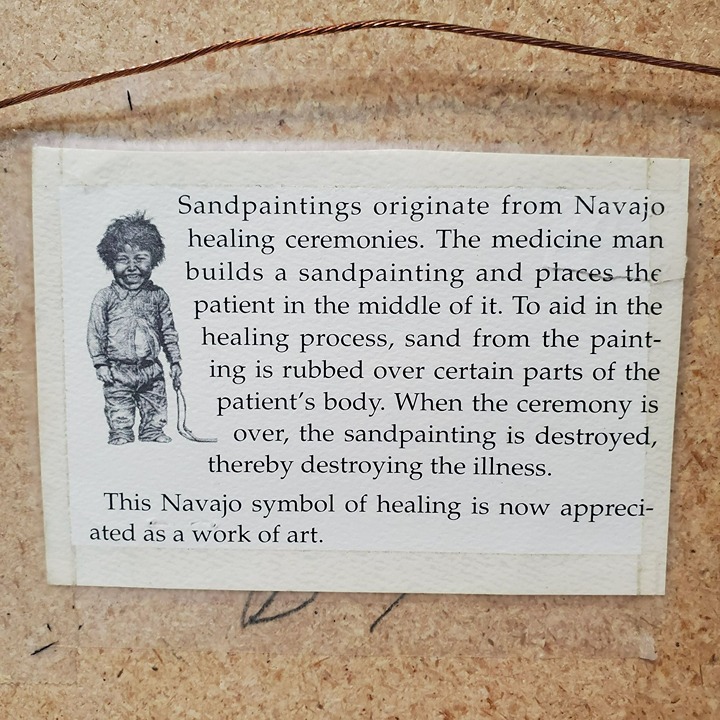 Sandpaintings originate from Navajo
healing ceremonies. The medicine man
builds a sandpainting and places the
patient in the middle of it. To aid in the
healing process, sand from the paint-
ing is rubbed over certain parts of the
patient's body. When the ceremony is
over, the sandpainting is destroyed,
thereby destroying the illness.
This Navajo symbol of healing is now appreci-
ated as a work of art.